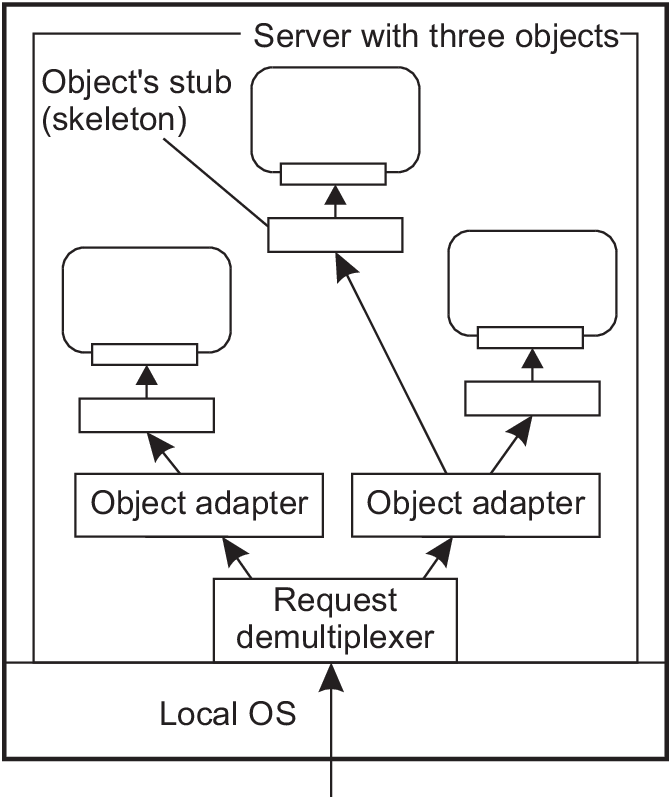 Server with three objects
Object's stub
(skeleton)
Object adapter
Object adapter
Request
demultiplexer
Local OS